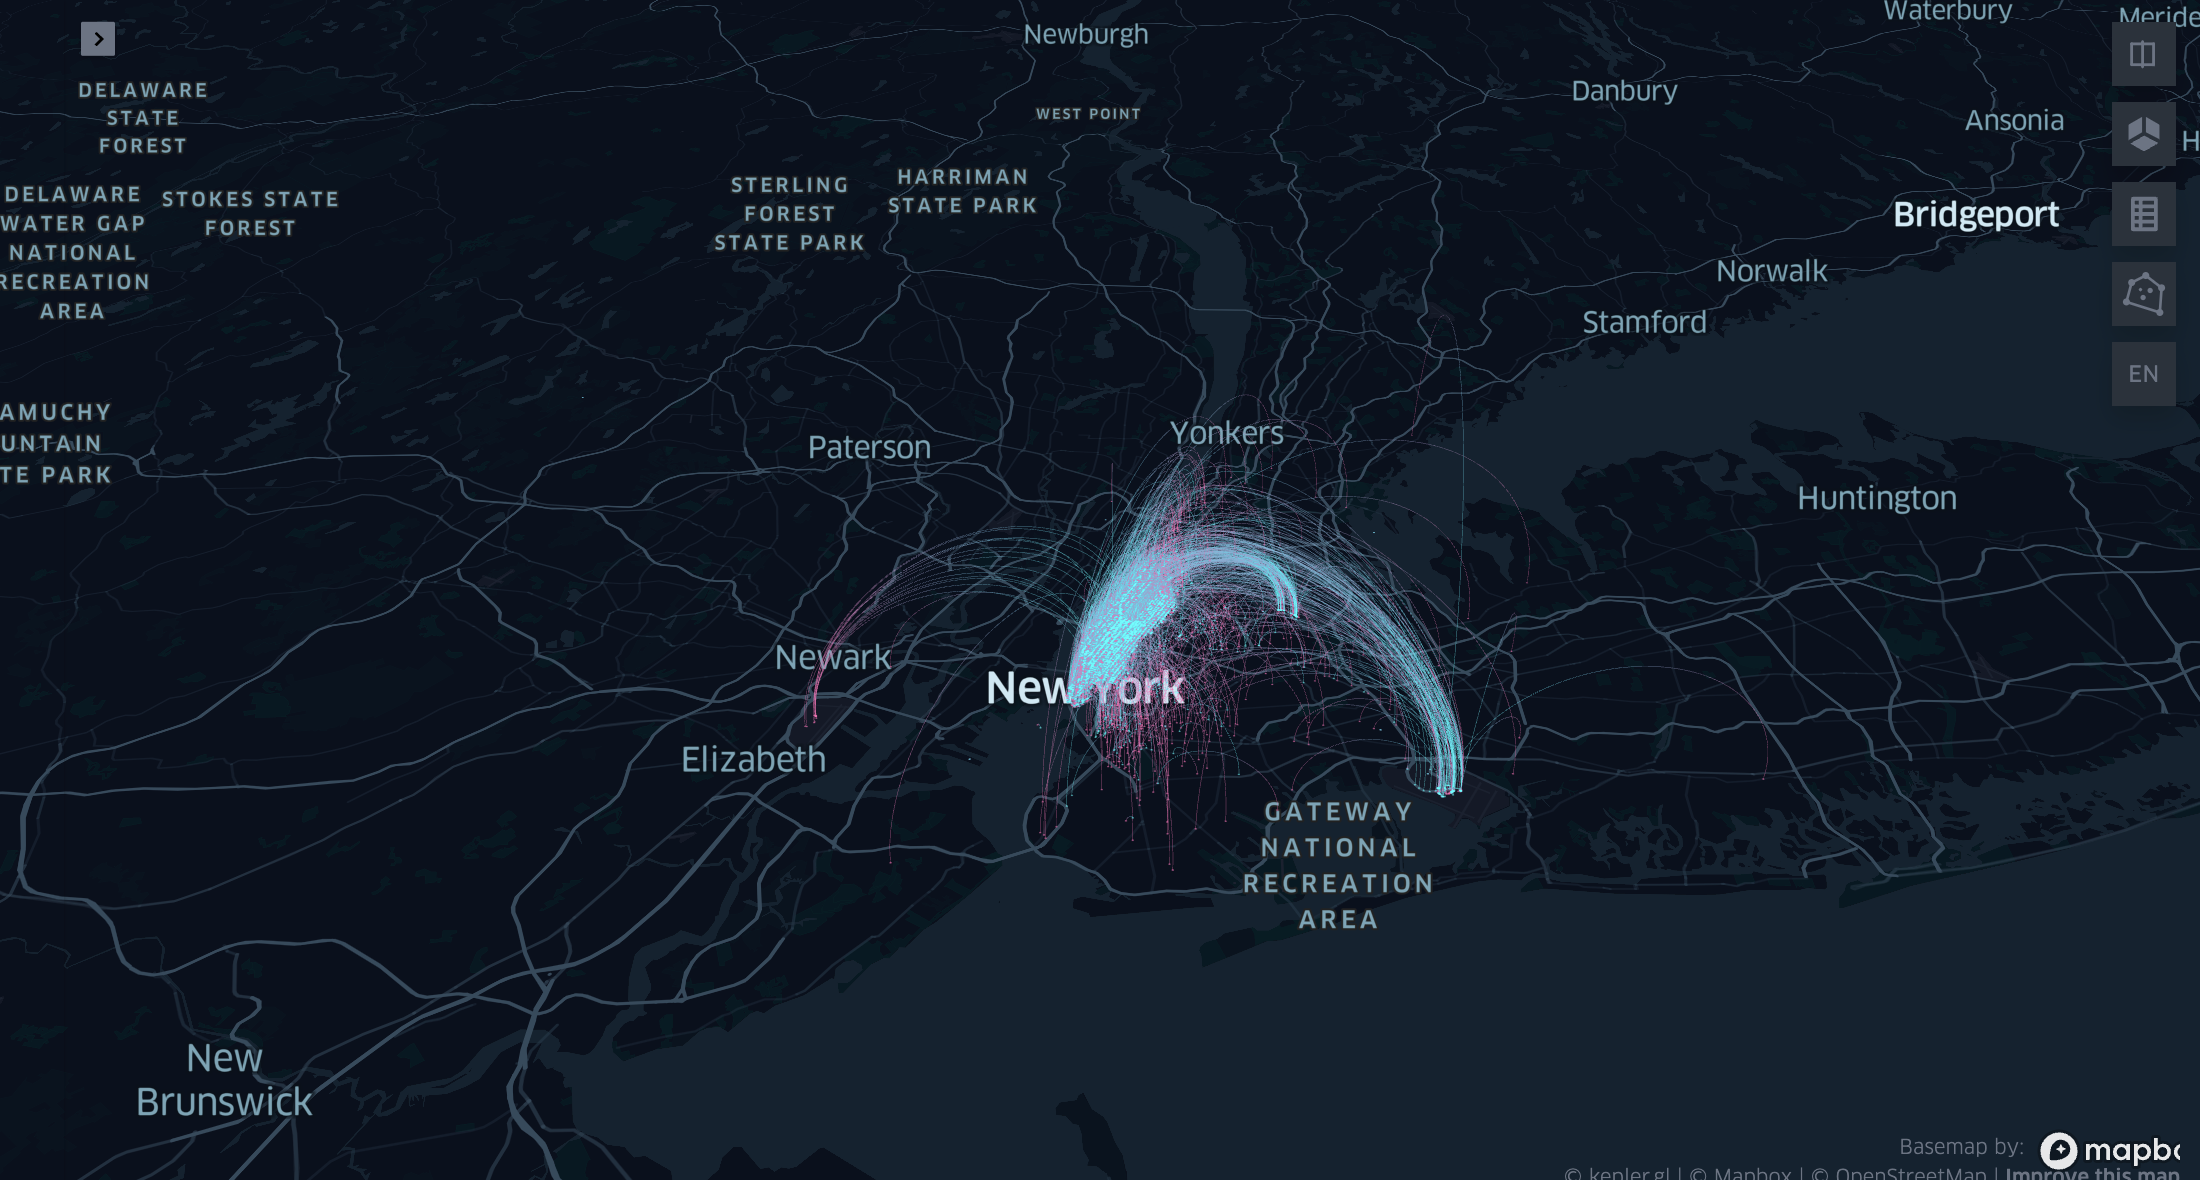 Newburgh
Waterbury
Meride
DELAWARE
STATE
FOREST
WEST POINT
Danbury
Ansonia
H
DELAWARE
WATER GAP
NATIONAL
RECREATION
AREA
STOKES STATE
FOREST
STERLING
FOREST
STATE PARK
HARRIMAN
STATE PARK
Bridgeport
Norwalk
Stamford
AMUCHY
UNTAIN
TE PARK
EN
Paterson
Yonkers
Huntington
Newark
New York
Elizabeth
GATEWAY
NATIONAL
RECREATION
AREA
New
Brunswick
Basemap by: mapbo
© kepler.gl | © Mapbox | © OpenStreetMap | Improve this map